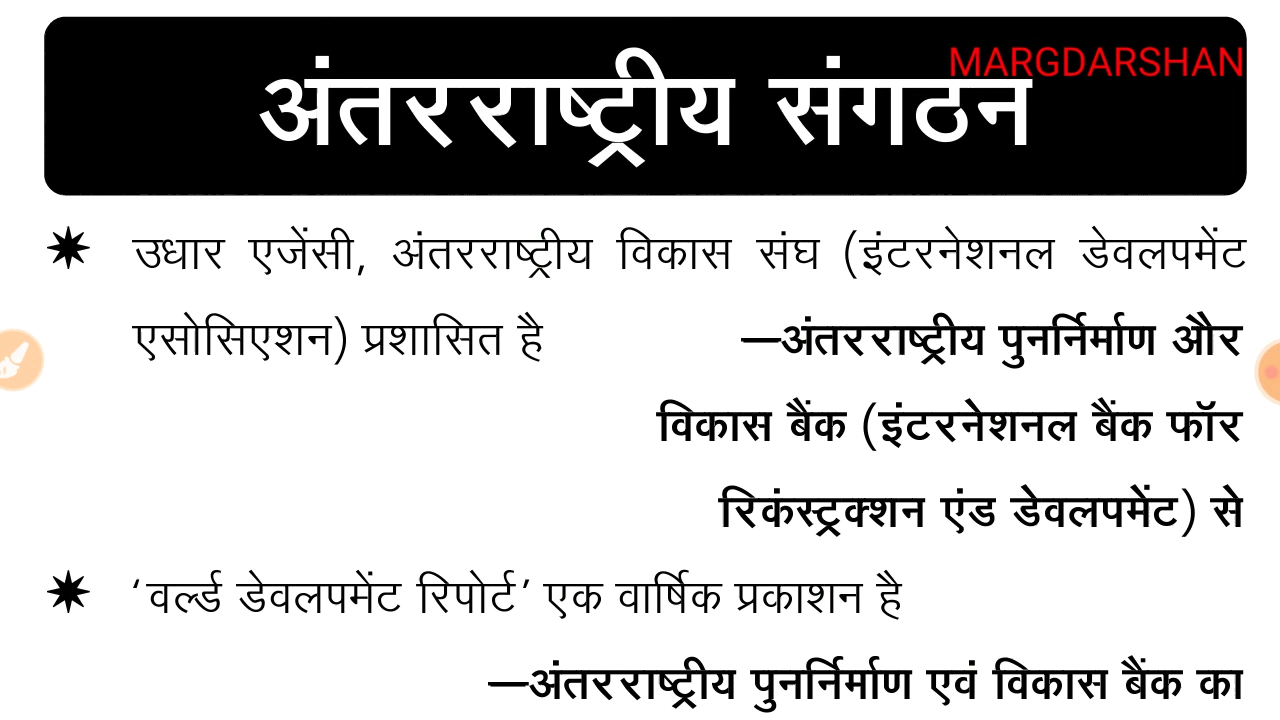 MARGDARSHAN
अंतरराष्ट्रीय संगठन
उधार एजेंसी, अंतरराष्ट्रीय विकास संघ (इंटरनेशनल डेवलपमेंट
एसोसिएशन) प्रशासित है —अंतरराष्ट्रीय पुनर्निर्माण और
विकास बैंक (इंटरनेशनल बैंक फॉर
रिकंस्ट्रक्शन एंड डेवलपमेंट) से
‘वर्ल्ड डेवलपमेंट रिपोर्ट’ एक वार्षिक प्रकाशन है
—अंतरराष्ट्रीय पुनर्निर्माण एवं विकास बैंक का